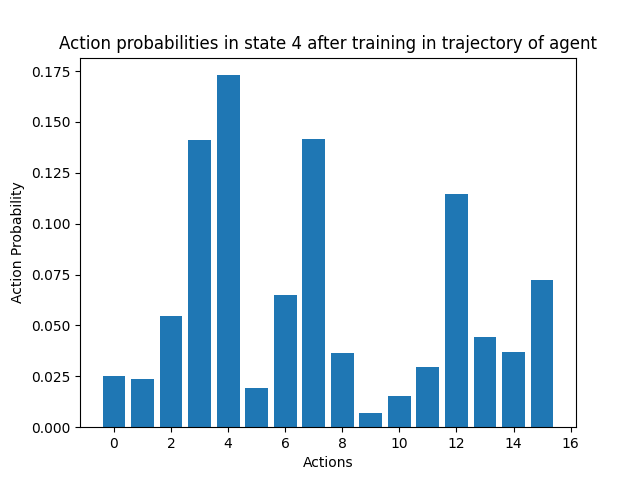 Action probabilities in state 4 after training in trajectory of agent
0.175
0.150
0.125
0.100
0.075
0.050
0.025
0.000
Action Probability
0 2 4 6 8 10 12 14 16
Actions